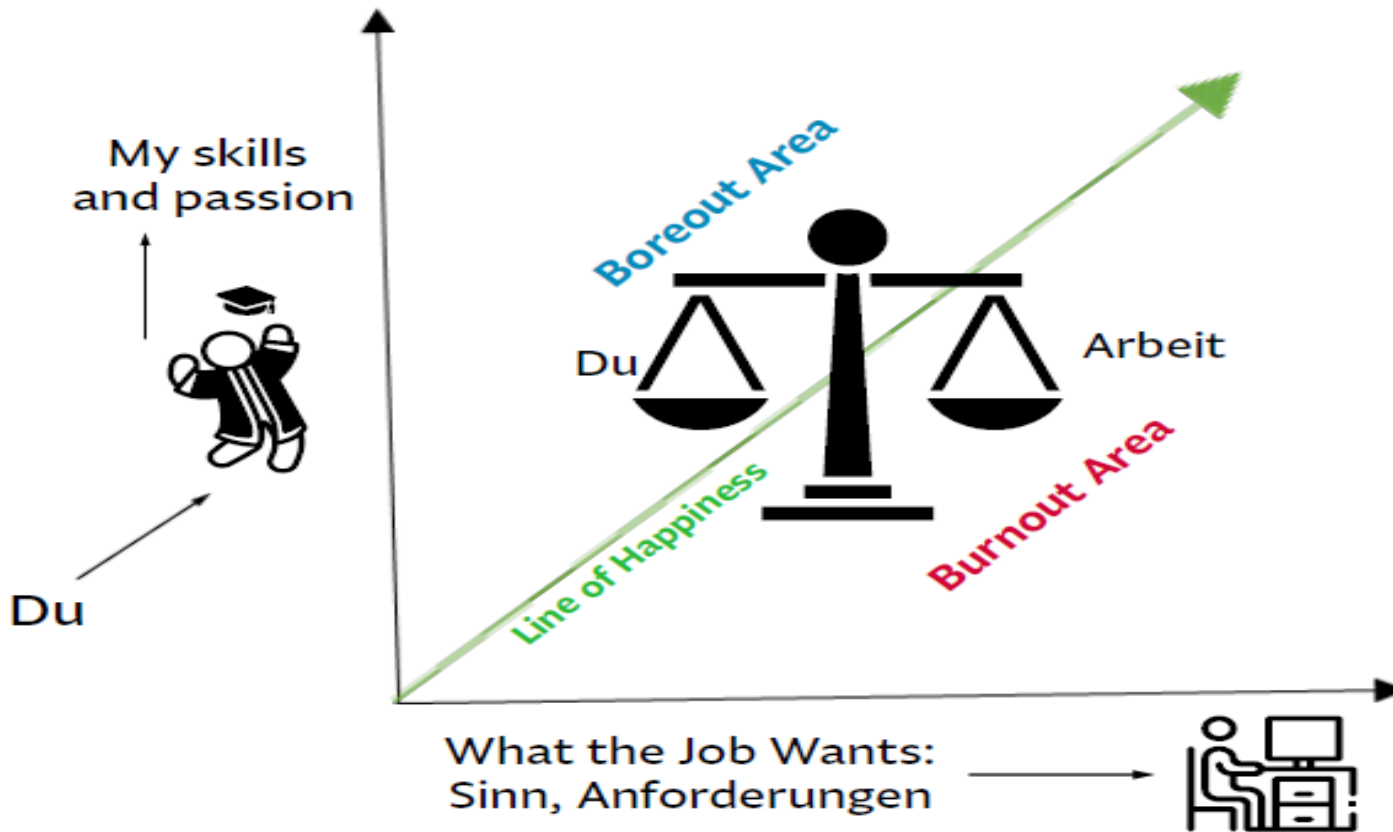 My skills
and passion
Du
Boreout Area
Du
Arbeit
Line of Happiness
Burnout Area
What the Job Wants:
Sinn, Anforderungen